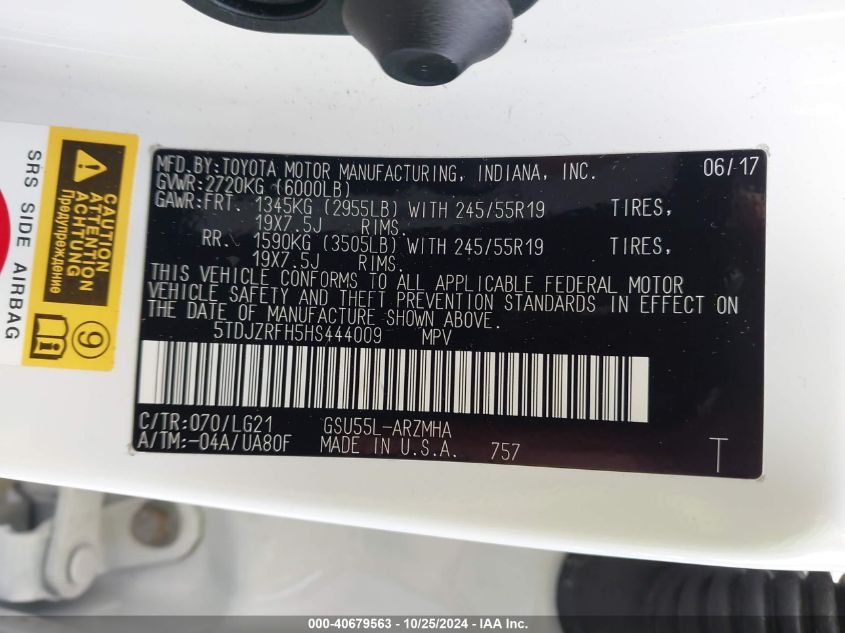 MFD.BY:TOYOTA MOTOR MANUFACTURING, INDIANA, INC. 06/17
GVWR:2720KG (6000LB)
GAWR:FRT. 1345KG (2955LB) WITH 245/55R19 TIRES,
19X7.5J RIMS.
RR. 1590KG (3505LB) WITH 245/55R19 TIRES,
19X7.5J RIMS.
THIS VEHICLE CONFORMS TO ALL APPLICABLE FEDERAL MOTOR
VEHICLE SAFETY AND THEFT PREVENTION STANDARDS IN EFFECT ON
THE DATE OF MANUFACTURE SHOWN ABOVE.
5TDJZRFH5HS444009 MPV
C/TR:070/LG21 GSU55L-ARZMHA
A/TM:-04A/UA80F MADE IN U.S.A. 757 T
SRS SIDE AIRBAG
CAUTION
ACHTUNG
Предупреждение
9
000-40679563 - 10/25/2024 - IAA Inc.